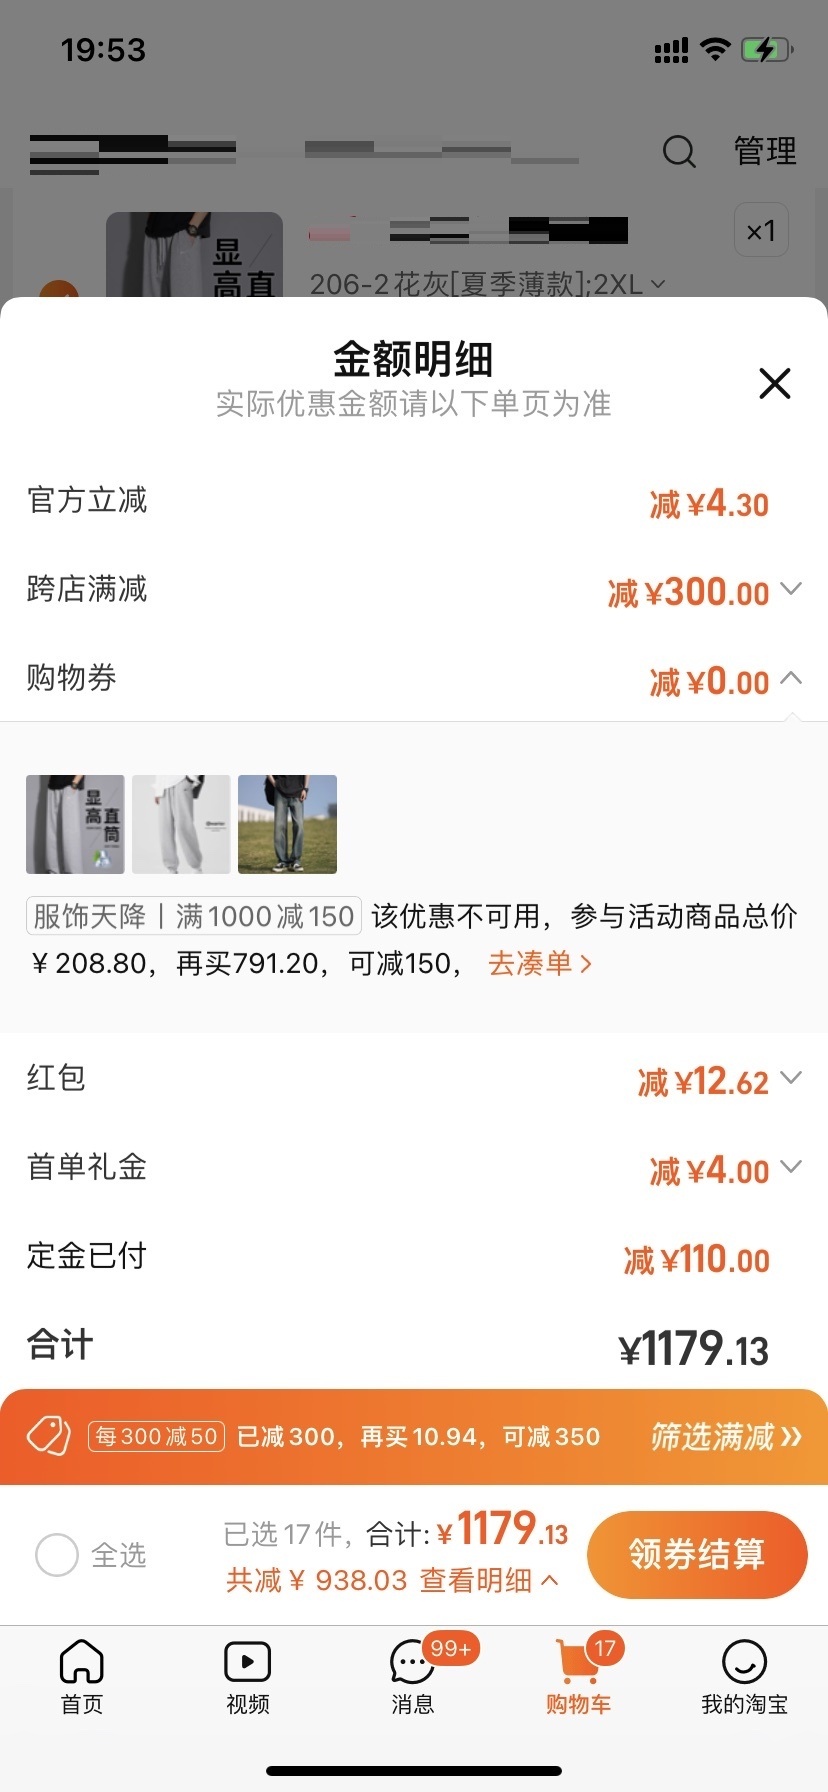 19:53
管理
显
高直
×1
206-2花灰[夏季薄款];2XL
金额明细
实际优惠金额请以下单页为准
官方立减 减¥4.30
跨店满减 减¥300.00
购物券 减¥0.00
显
高直
筒
服饰天降丨满1000减150 该优惠不可用，参与活动商品总价
¥208.80，再买791.20，可减150，去凑单>
红包 减¥12.62
首单礼金 减¥4.00
定金已付 减¥110.00
合计 ¥1179.13
每300减50 已减300，再买10.94，可减350 筛选满减
全选 已选17件，合计:¥1179.13 领券结算
共减¥ 938.03 查看明细
99+ 17
首页 视频 消息 购物车 我的淘宝